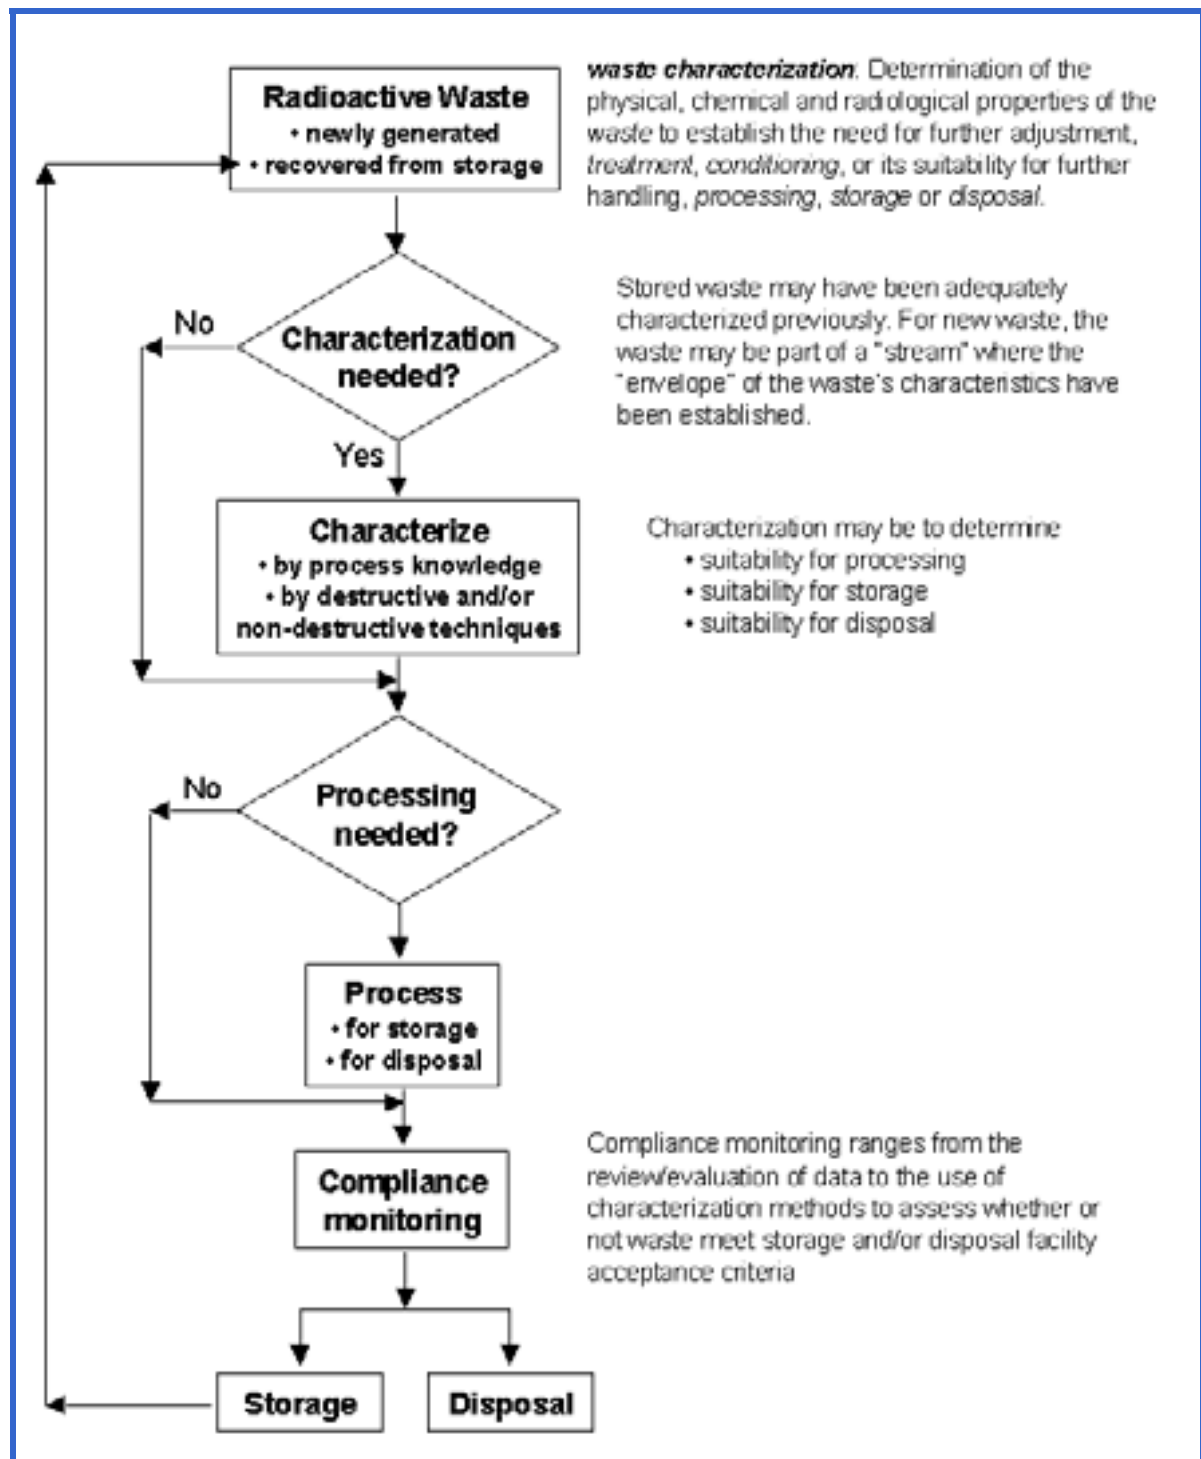 Radioactive Waste
• newly generated
• recovered from storage
waste characterization: Determination of the
physical, chemical and radiological properties of the
waste to establish the need for further adjustment,
treatment, conditioning, or its suitability for further
handling, processing, storage or disposal.
No
Characterization
needed?
Stored waste may have been adequately
characterized previously. For new waste, the
waste may be part of a "stream" where the
"envelope" of the waste's characteristics have
been established.
Yes
Characterize
• by process knowledge
• by destructive and/or
non-destructive techniques
Characterization may be to determine
• suitability for processing
• suitability for storage
• suitability for disposal
No
Processing
needed?
Process
• for storage
• for disposal
Compliance
monitoring
Compliance monitoring ranges from the
review/evaluation of data to the use of
characterization methods to assess whether or
not waste meet storage and/or disposal facility
acceptance criteria
Storage
Disposal